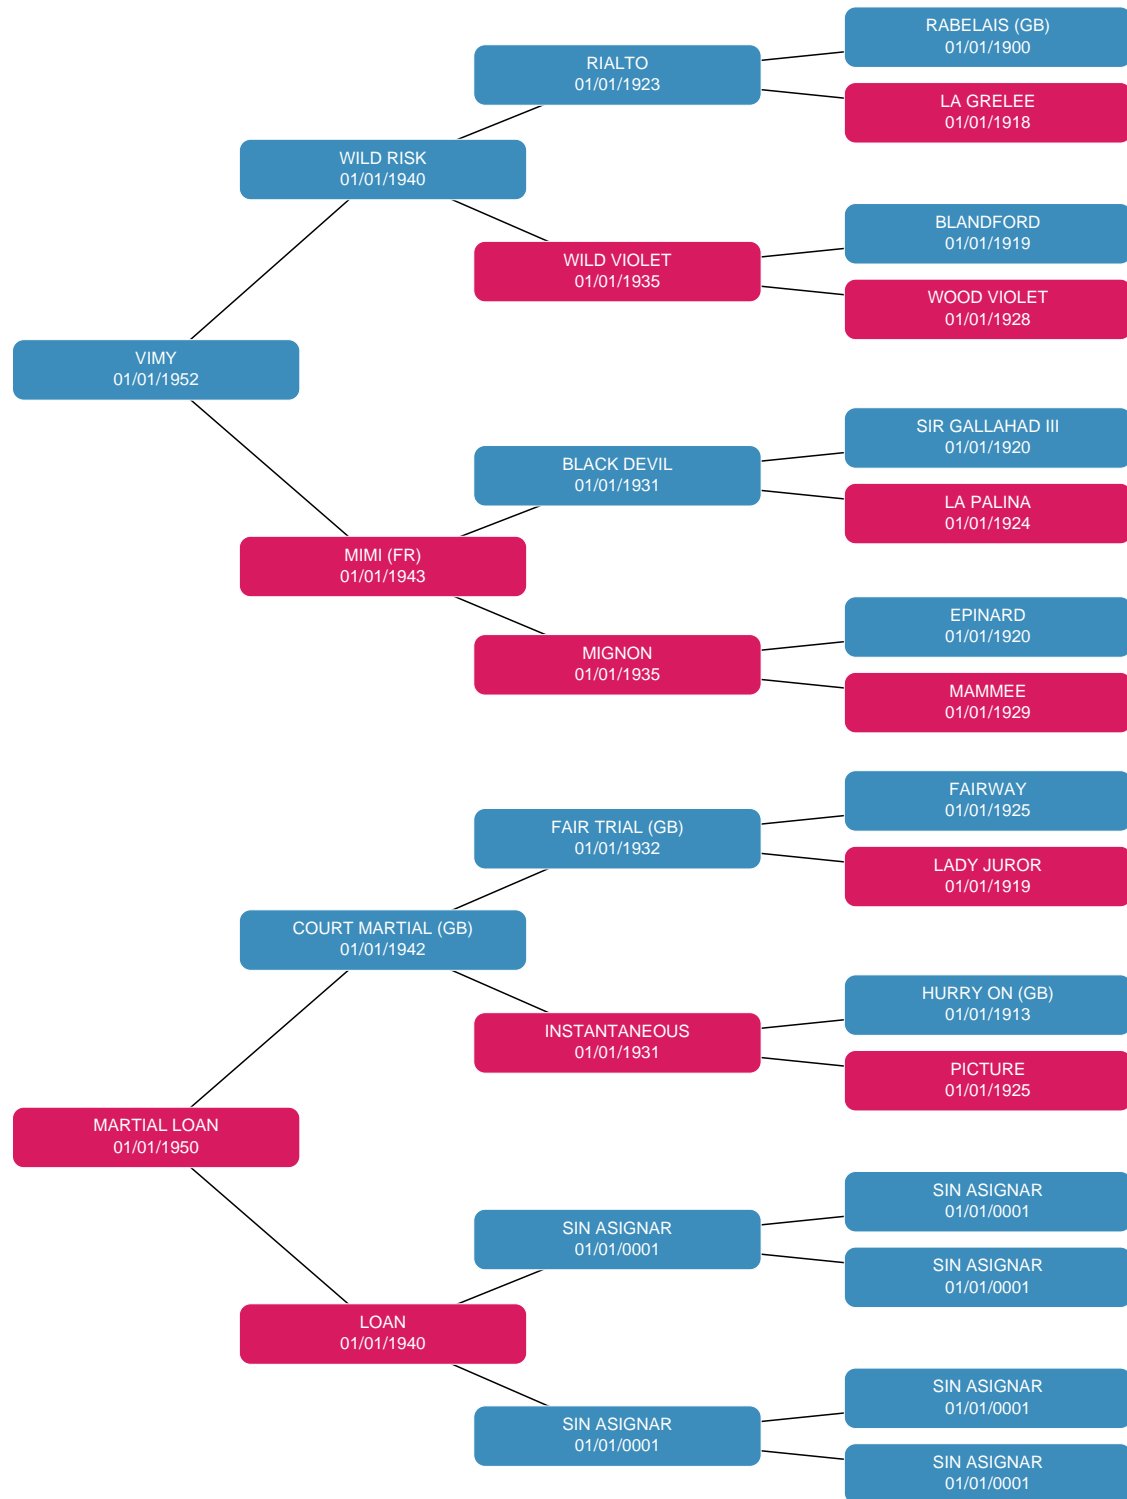 RABELAIS (GB)
01/01/1900
RIALTO
01/01/1923
LA GRELEE
01/01/1918
WILD RISK
01/01/1940
BLANDFORD
01/01/1919
WILD VIOLET
01/01/1935
WOOD VIOLET
01/01/1928
VIMY
01/01/1952
SIR GALLAHAD III
01/01/1920
BLACK DEVIL
01/01/1931
LA PALINA
01/01/1924
MIMI (FR)
01/01/1943
EPINARD
01/01/1920
MIGNON
01/01/1935
MAMMEE
01/01/1929
FAIRWAY
01/01/1925
FAIR TRIAL (GB)
01/01/1932
LADY JUROR
01/01/1919
COURT MARTIAL (GB)
01/01/1942
HURRY ON (GB)
01/01/1913
INSTANTANEOUS
01/01/1931
PICTURE
01/01/1925
MARTIAL LOAN
01/01/1950
SIN ASIGNAR
01/01/0001
SIN ASIGNAR
01/01/0001
SIN ASIGNAR
01/01/0001
LOAN
01/01/1940
SIN ASIGNAR
01/01/0001
SIN ASIGNAR
01/01/0001
SIN ASIGNAR
01/01/0001